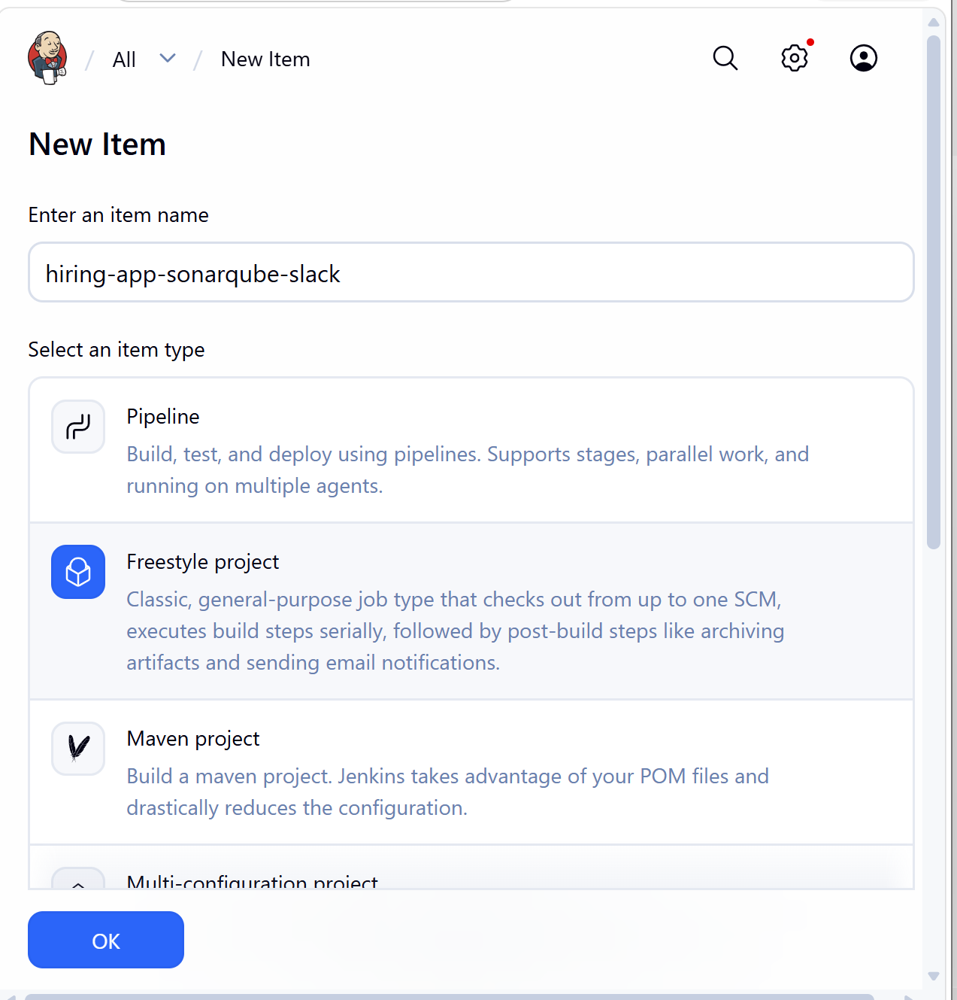 All
New Item
New Item
Enter an item name
hiring-app-sonarqube-slack
Select an item type
Pipeline
Build, test, and deploy using pipelines. Supports stages, parallel work, and
running on multiple agents.
Freestyle project
Classic, general-purpose job type that checks out from up to one SCM,
executes build steps serially, followed by post-build steps like archiving
artifacts and sending email notifications.
Maven project
Build a maven project. Jenkins takes advantage of your POM files and
drastically reduces the configuration.
Multi-configuration project
OK